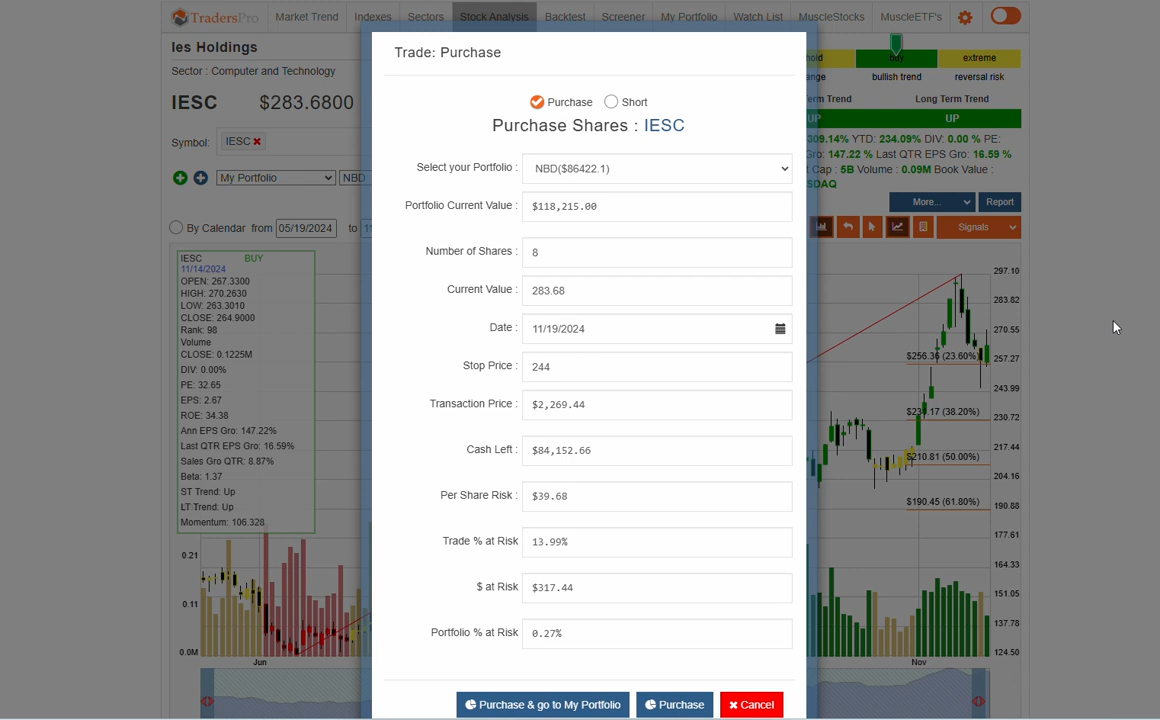 TradersPro
Market Trend
Indexes
Sectors
Stock Analysis
Backtest
Screener
My Portfolio
Watch List
MuscleStocks
MuscleETF's
Ies Holdings
Sector : Computer and Technology
IESC $283.6800
Symbol: IESC
My Portfolio
NBD
By Calendar from 05/19/2024 to
IESC BUY
11/14/2024
OPEN: 267.3300
HIGH: 270.2630
LOW: 263.3010
CLOSE: 264.9000
Rank: 98
Volume
CLOSE: 0.1225M
DIV: 0.00%
PE: 32.65
EPS: 2.67
ROE: 34.38
Ann EPS Gro: 147.22%
Last QTR EPS Gro: 16.59%
Sales Gro QTR: 8.87%
Beta: 1.37
ST Trend: Up
LT Trend: Up
Momentum: 106.328
0.21
0.11
0.0M
Jun
Trade: Purchase
Purchase Short
Purchase Shares : IESC
Select your Portfolio : NBD($86422.1)
Portfolio Current Value : $118,215.00
Number of Shares : 8
Current Value : 283.68
Date : 11/19/2024
Stop Price : 244
Transaction Price : $2,269.44
Cash Left : $84,152.66
Per Share Risk : $39.68
Trade % at Risk 13.99%
$ at Risk $317.44
Portfolio % at Risk 0.27%
Purchase & go to My Portfolio
Purchase
Cancel
buy extreme
bullish trend reversal risk
Long Term Trend
UP UP
309.14% YTD: 234.09% DIV: 0.00 % PE:
Gro: 147.22 % Last QTR EPS Gro: 16.59 %
Cap : 5B Volume : 0.09M Book Value :
SDAQ
More... Report
Signals
297.10
283.82
270.55
257.27
243.99
230.72
217.44
204.16
190.88
177.61
164.33
151.05
137.78
124.50
$256.36 (23.60%)
(38.20%)
$210.81 (50.00%)
$190.45 (61.80%)
Nov